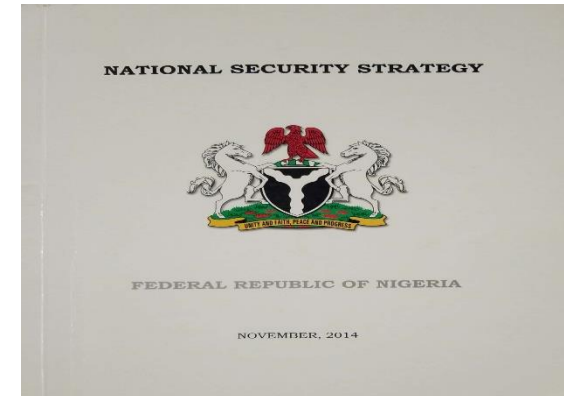 NATIONAL SECURITY STRATEGY
UNITY AND FAITH, PEACE AND PROGRESS
FEDERAL REPUBLIC OF NIGERIA
NOVEMBER, 2014